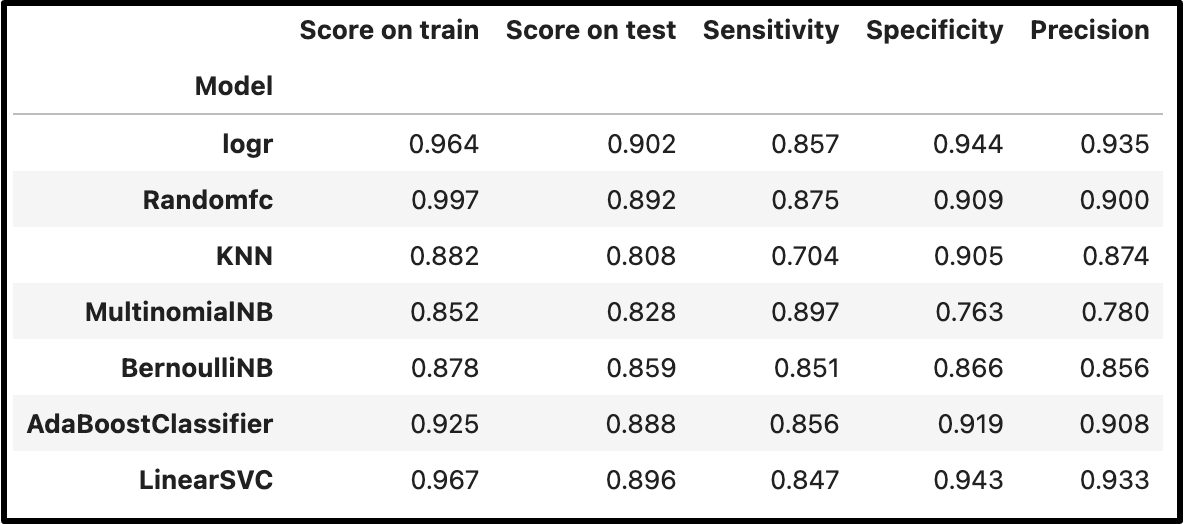 Score on train Score on test Sensitivity Specificity Precision
Model
logr 0.964 0.902 0.857 0.944 0.935
Randomfc 0.997 0.892 0.875 0.909 0.900
KNN 0.882 0.808 0.704 0.905 0.874
MultinomialNB 0.852 0.828 0.897 0.763 0.780
BernoulliNB 0.878 0.859 0.851 0.866 0.856
AdaBoostClassifier 0.925 0.888 0.856 0.919 0.908
LinearSVC 0.967 0.896 0.847 0.943 0.933